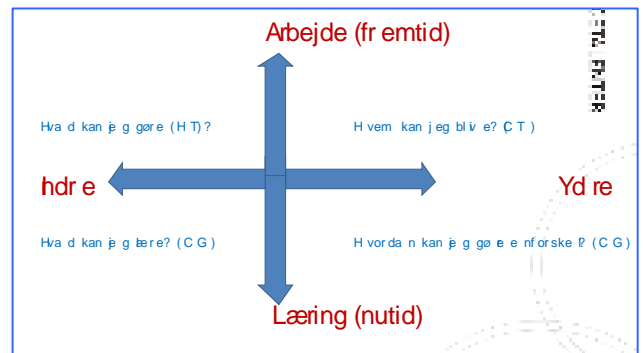 Arbejde (fremtid)
Hvad kan jeg gøre (HT)?
Hvem kan jeg blive? (CT)
Indre
Ydre
Hvad kan jeg lære? (CG)
Hvordan kan jeg gøre en forskel? (CG)
Læring (nutid)